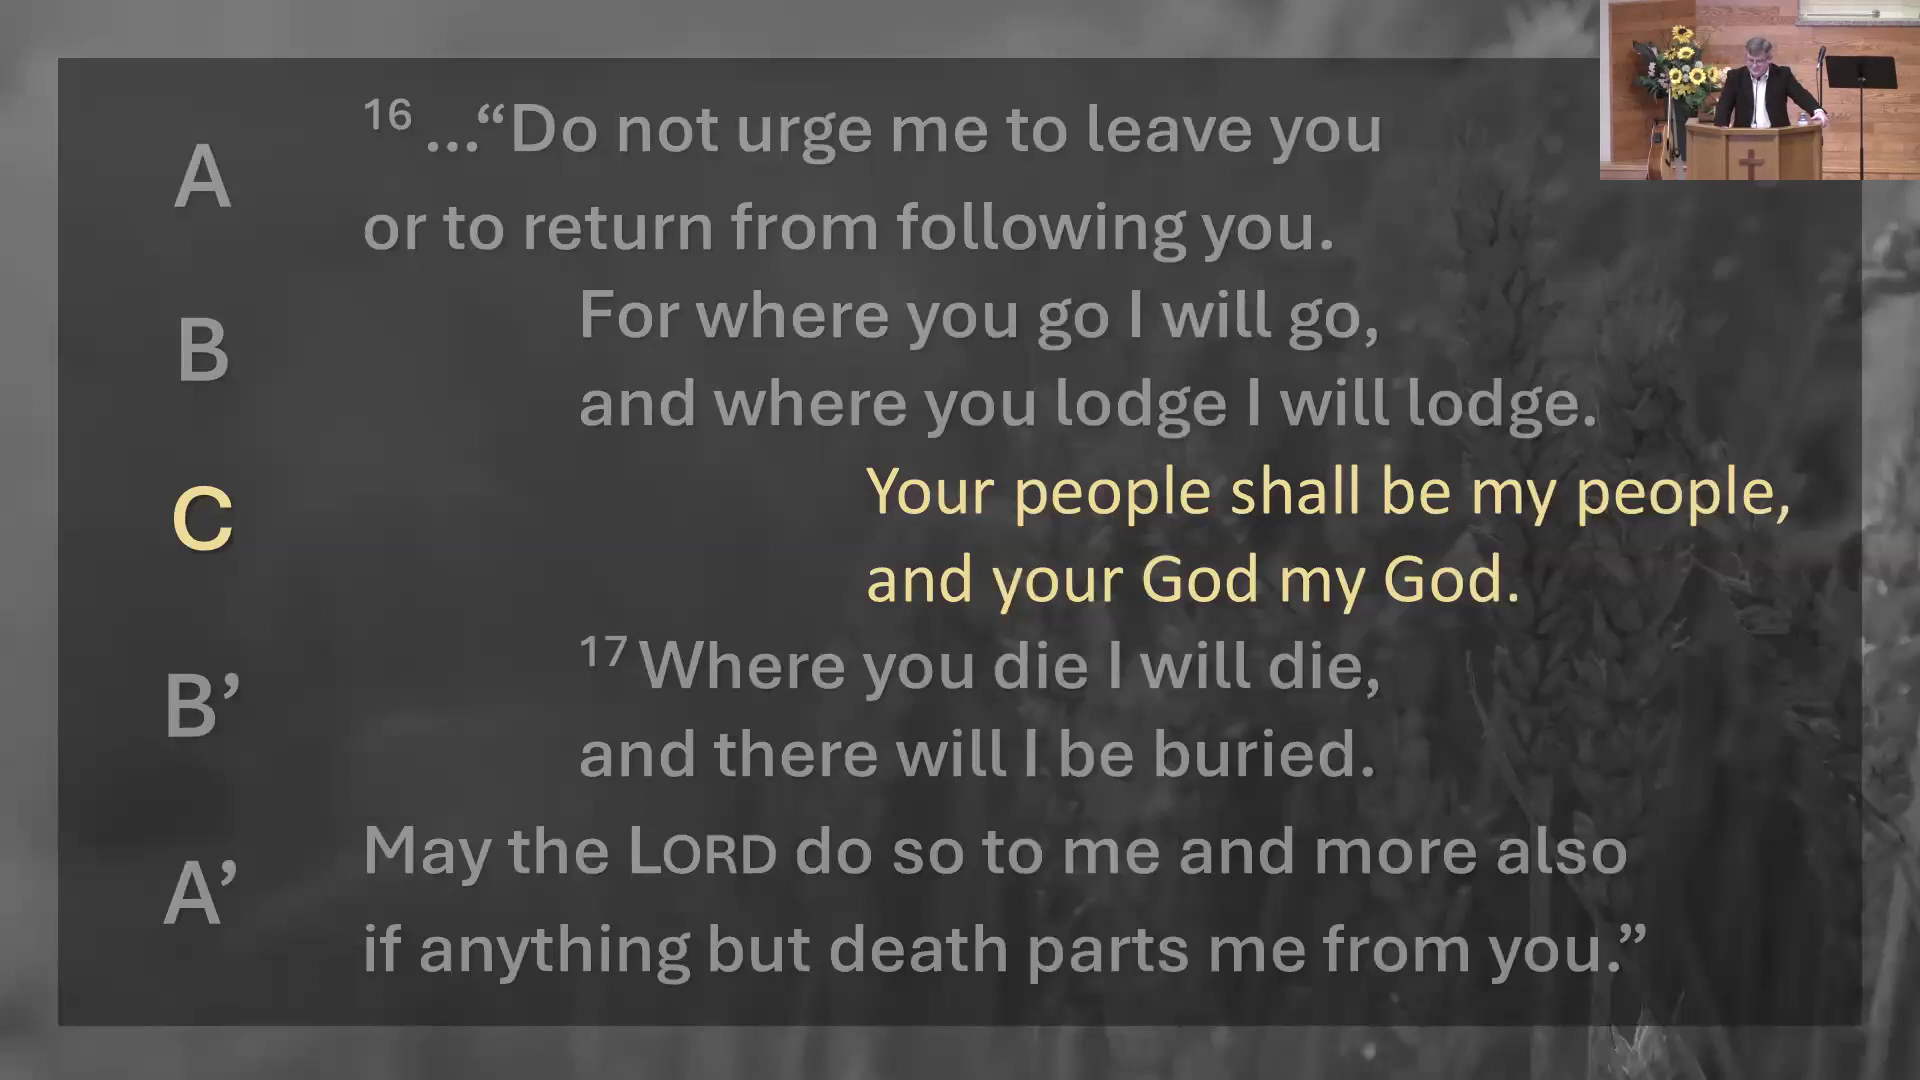 A
16 ...“Do not urge me to leave you
or to return from following you.
B
For where you go I will go,
and where you lodge I will lodge.
C
Your people shall be my people,
and your God my God.
B’
17 Where you die I will die,
and there will I be buried.
A’
May the LORD do so to me and more also
if anything but death parts me from you.”